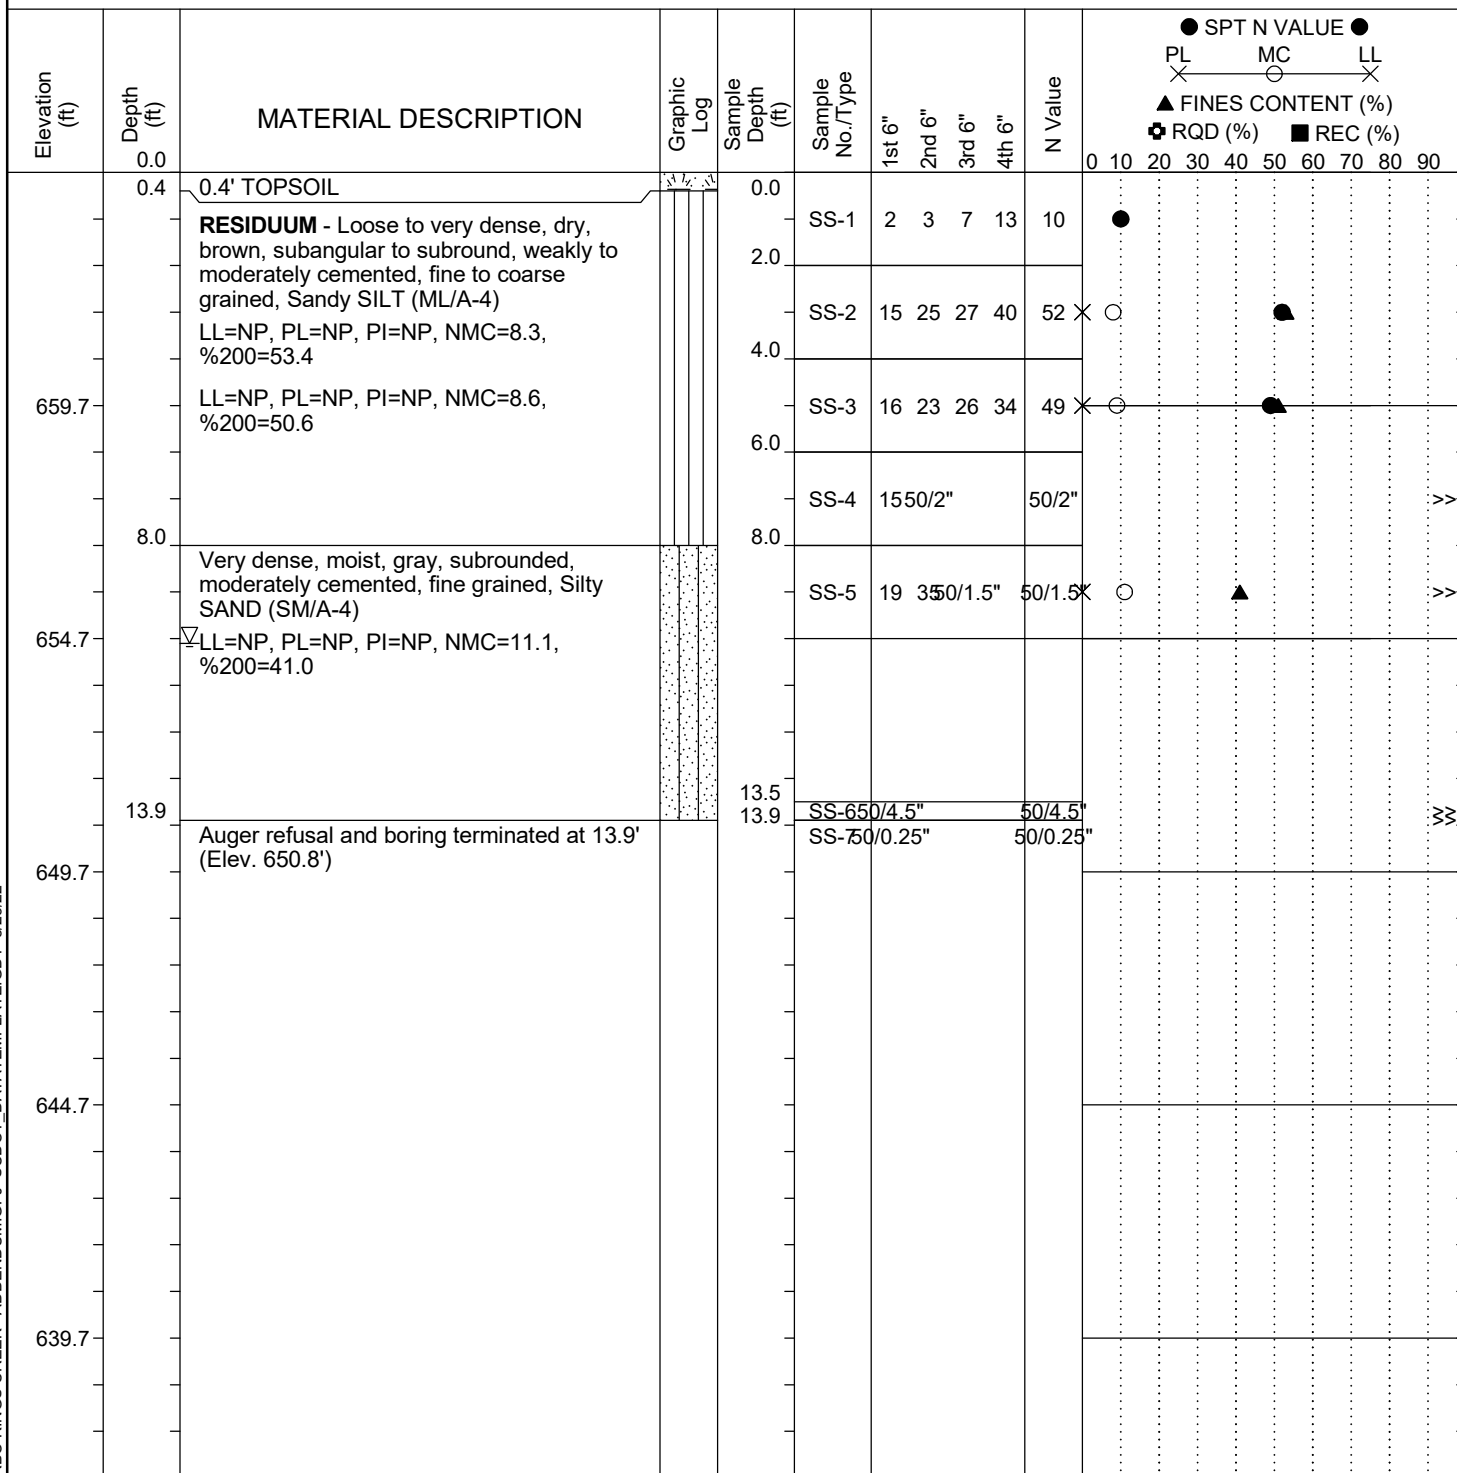 Elevation (ft)
Depth (ft)
0.0
MATERIAL DESCRIPTION
Graphic Log
Sample Depth (ft)
Sample No./Type
1st 6"
2nd 6"
3rd 6"
4th 6"
N Value
● SPT N VALUE ●
PL MC LL
▲ FINES CONTENT (%)
RQD (%) ■ REC (%)
0 10 20 30 40 50 60 70 80 90
0.4 0.4' TOPSOIL 0.0
RESIDUUM - Loose to very dense, dry,
brown, subangular to subround, weakly to
moderately cemented, fine to coarse
grained, Sandy SILT (ML/A-4)
SS-1 2 3 7 13 10
2.0
LL=NP, PL=NP, PI=NP, NMC=8.3,
%200=53.4
SS-2 15 25 27 40 52
4.0
659.7
LL=NP, PL=NP, PI=NP, NMC=8.6,
%200=50.6
SS-3 16 23 26 34 49
6.0
SS-4 15 50/2" 50/2" >>
8.0 8.0
Very dense, moist, gray, subrounded,
moderately cemented, fine grained, Silty
SAND (SM/A-4)
SS-5 19 35 50/1.5" 50/1.5" >>
654.7
LL=NP, PL=NP, PI=NP, NMC=11.1,
%200=41.0
13.5
SS-6 50/4.5" 50/4.5" >>
13.9 13.9
Auger refusal and boring terminated at 13.9'
(Elev. 650.8')
SS-7 50/0.25" 50/0.25" >>
649.7
644.7
639.7